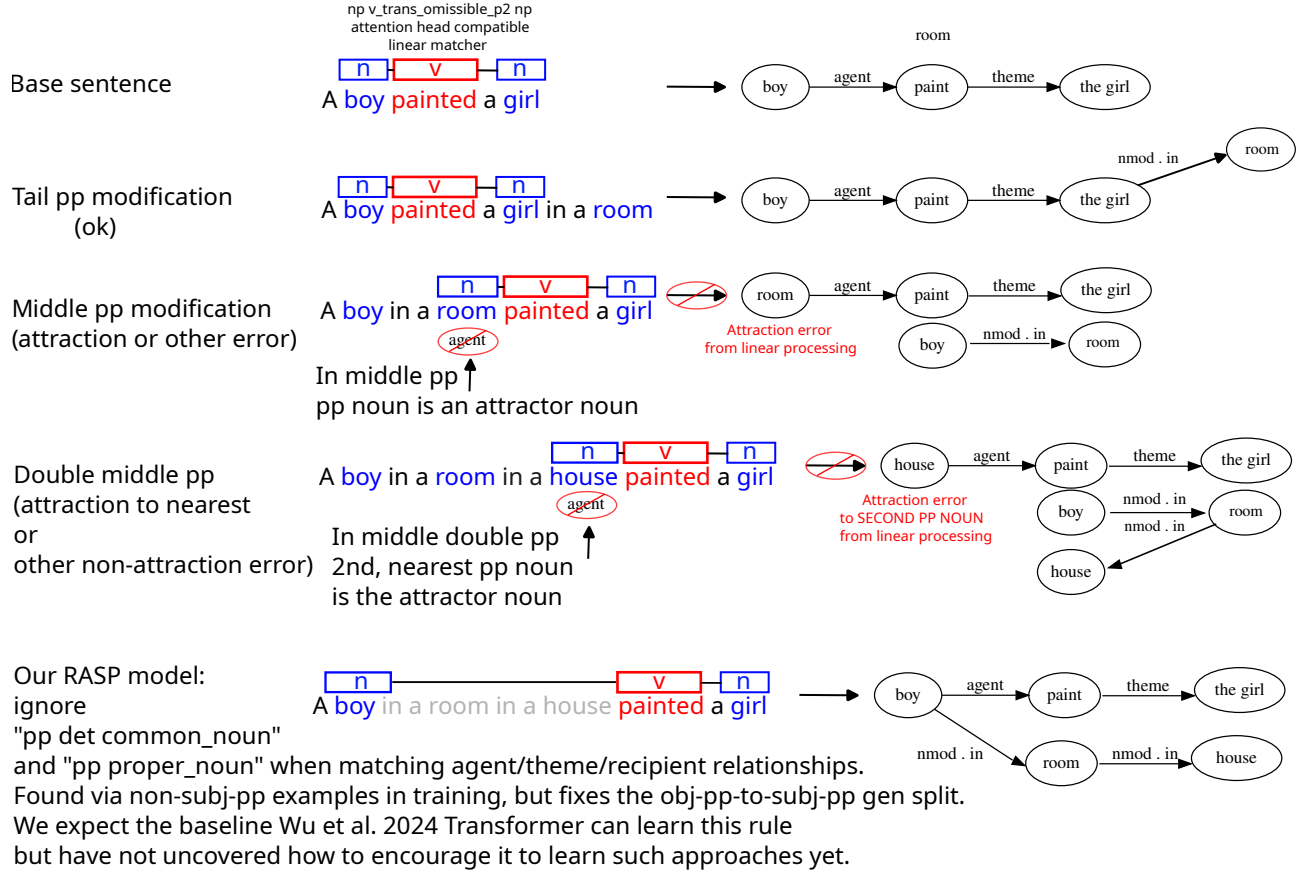 np v_trans_omissible_p2 np
attention head compatible
linear matcher
room
n v n
Base sentence
A boy painted a girl
boy agent paint theme the girl
nmod . in room
Tail pp modification
(ok)
n v n
A boy painted a girl in a room
boy agent paint theme the girl
Middle pp modification
(attraction or other error)
n v n
A boy in a room painted a girl
agent
In middle pp
pp noun is an attractor noun
room agent paint theme the girl
Attraction error
from linear processing
boy nmod . in room
Double middle pp
(attraction to nearest
or
other non-attraction error)
n v n
A boy in a room in a house painted a girl
agent
In middle double pp
2nd, nearest pp noun
is the attractor noun
house agent paint theme the girl
Attraction error
to SECOND PP NOUN
from linear processing
boy nmod . in room
nmod . in
house
Our RASP model:
ignore
"pp det common_noun"
and "pp proper_noun" when matching agent/theme/recipient relationships.
Found via non-subj-pp examples in training, but fixes the obj-pp-to-subj-pp gen split.
We expect the baseline Wu et al. 2024 Transformer can learn this rule
but have not uncovered how to encourage it to learn such approaches yet.
n v n
A boy in a room in a house painted a girl
boy agent paint theme the girl
nmod . in room nmod . in house